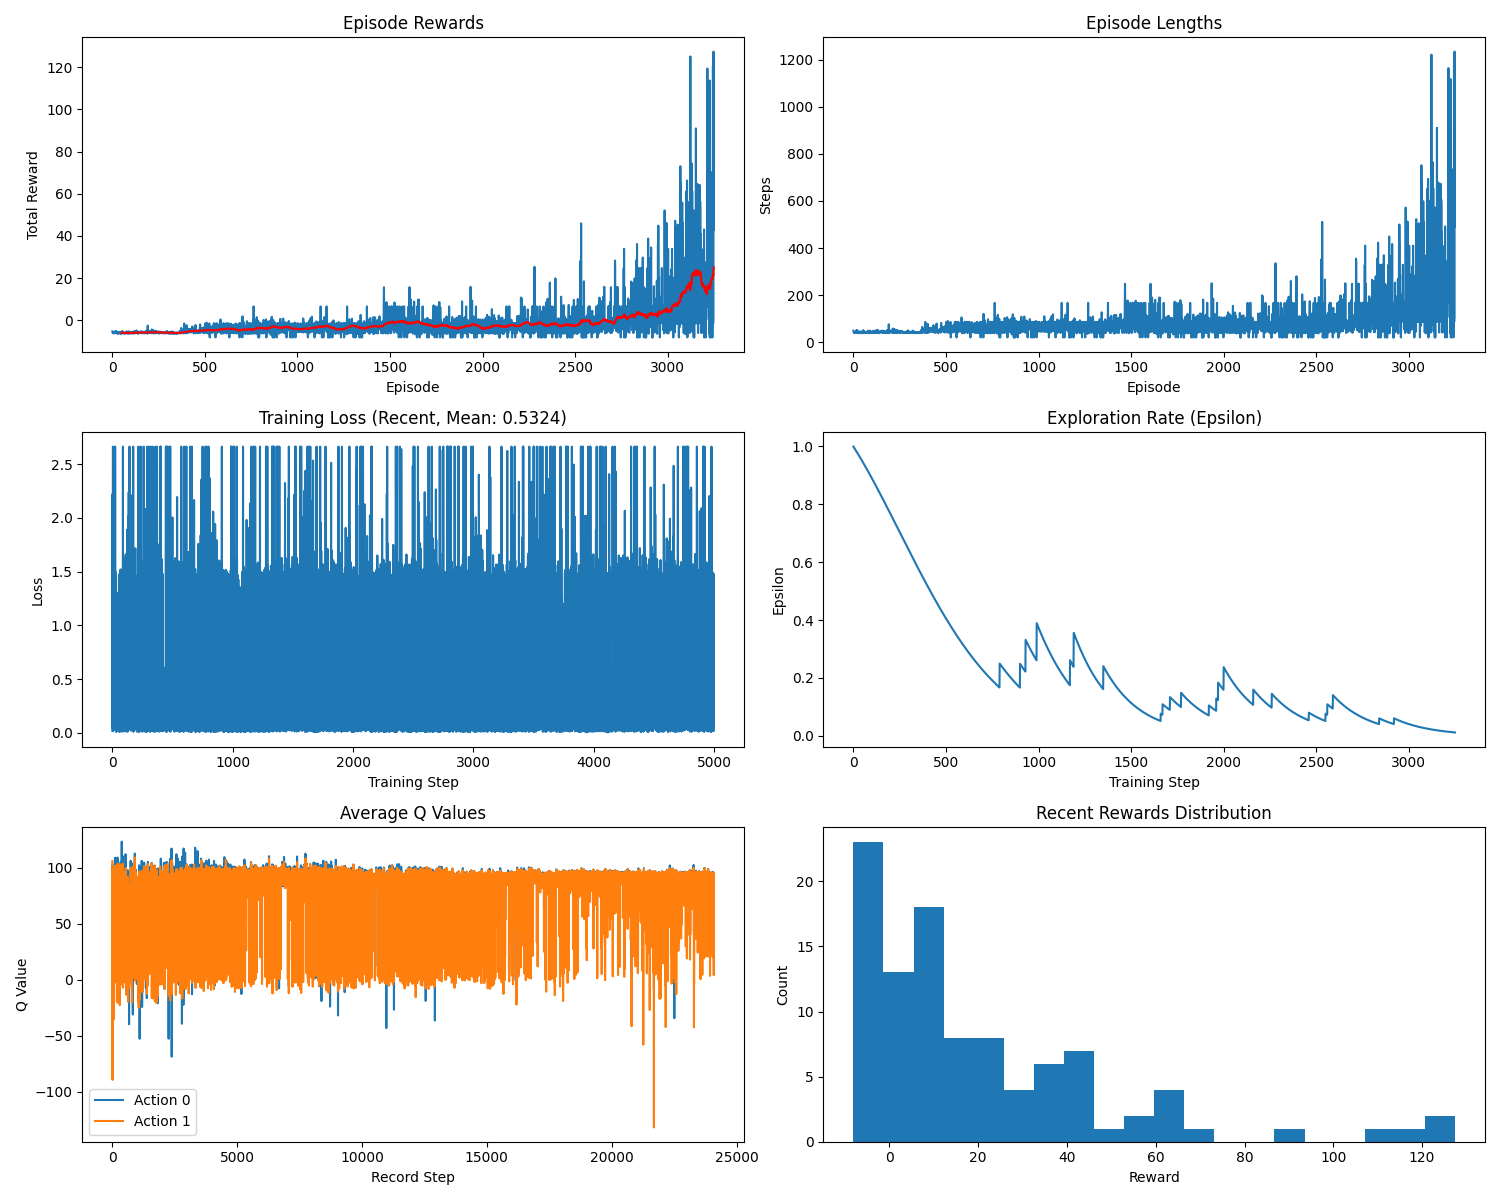 Episode Rewards
Total Reward
120
100
80
60
40
20
0
0 500 1000 1500 2000 2500 3000
Episode
Episode Lengths
Steps
1200
1000
800
600
400
200
0
0 500 1000 1500 2000 2500 3000
Episode
Training Loss (Recent, Mean: 0.5324)
Loss
2.5
2.0
1.5
1.0
0.5
0.0
0 1000 2000 3000 4000 5000
Training Step
Exploration Rate (Epsilon)
Epsilon
1.0
0.8
0.6
0.4
0.2
0.0
0 500 1000 1500 2000 2500 3000
Training Step
Average Q Values
Q Value
100
50
0
−50
−100
Action 0
Action 1
0 5000 10000 15000 20000 25000
Record Step
Recent Rewards Distribution
Count
20
15
10
5
0
0 20 40 60 80 100 120
Reward